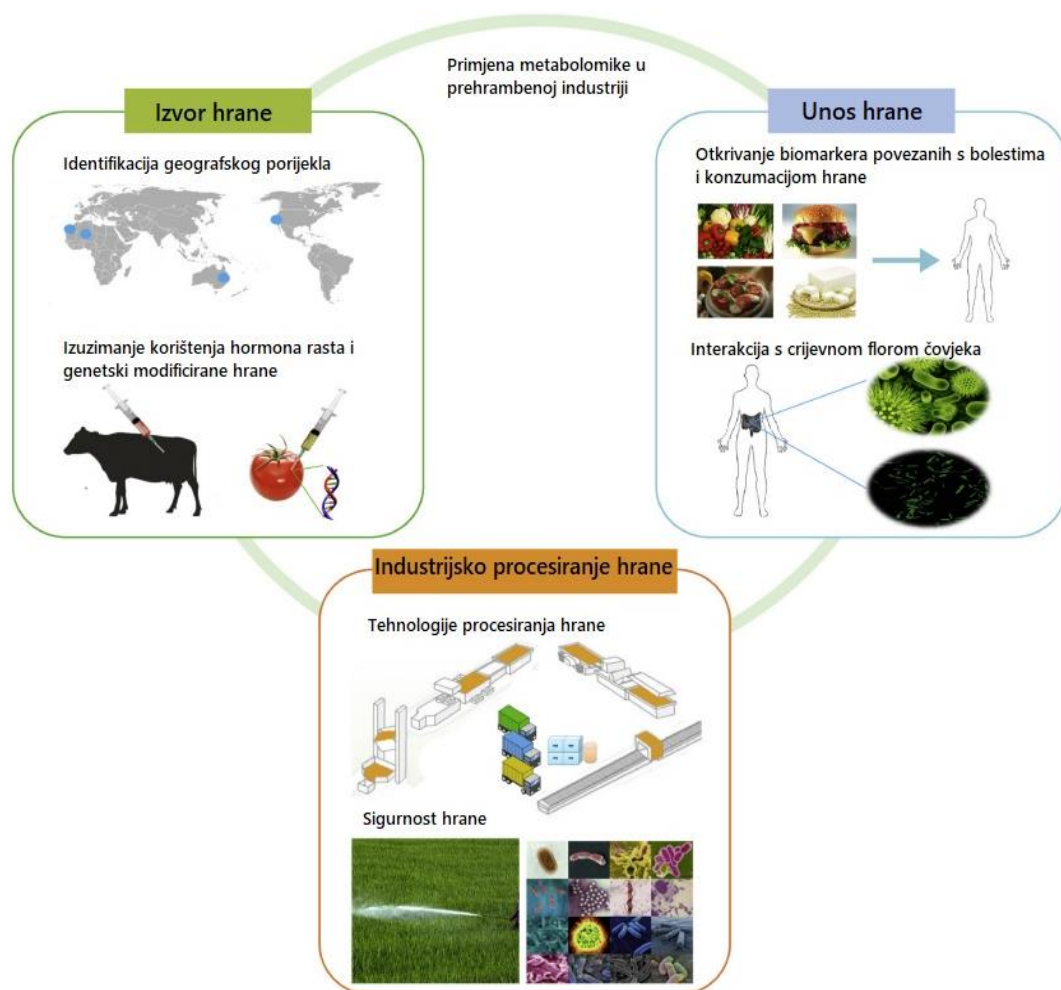 Primjena metabolomike u
prehrambenoj industriji
Izvor hrane
Identifikacija geografskog porijekla
Izuzimanje korištenja hormona rasta i
genetski modificirane hrane
Unos hrane
Otkrivanje biomarkera povezanih s bolestima
i konzumacijom hrane
Interakcija s crijevnom florom čovjeka
Industrijsko procesiranje hrane
Tehnologije procesiranja hrane
Sigurnost hrane